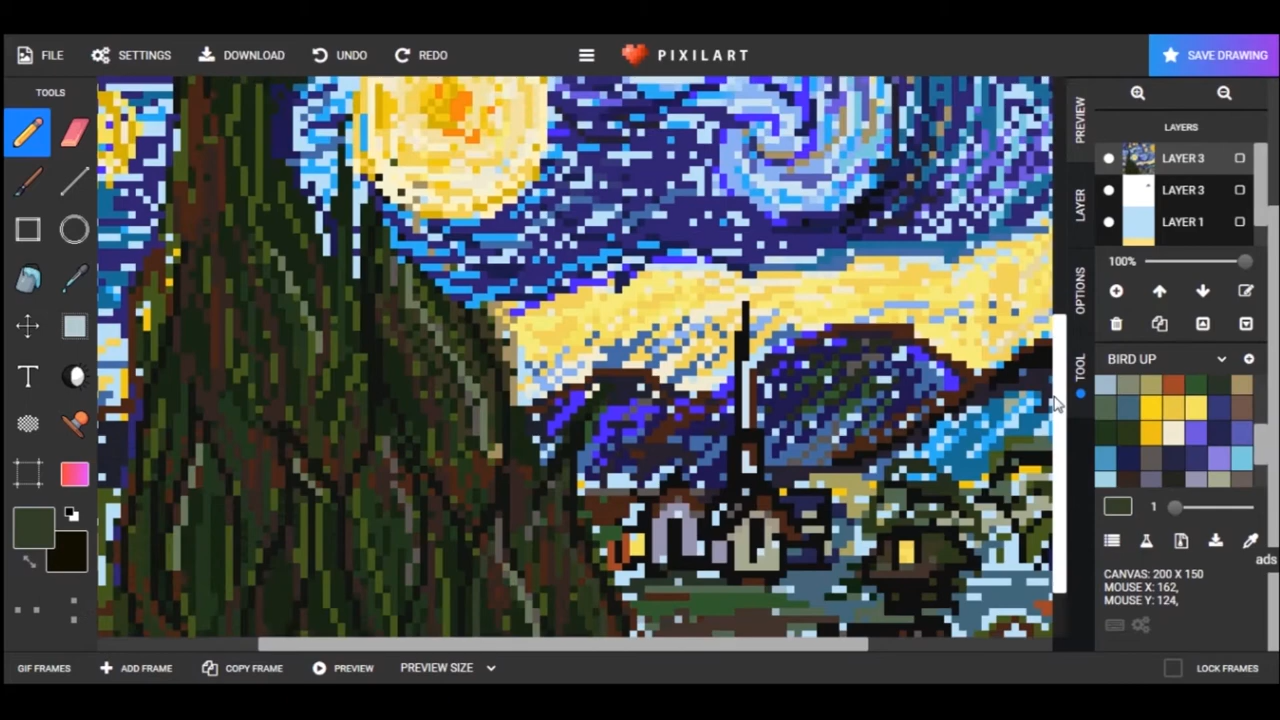 FILE SETTINGS DOWNLOAD UNDO REDO PIXILART SAVE DRAWING
TOOLS
PREVIEW
LAYER
OPTIONS
TOOL
LAYERS
LAYER 3
LAYER 3
LAYER 1
100%
BIRD UP
1
ads
CANVAS: 200 X 150
MOUSE X: 162,
MOUSE Y: 124,
GIF FRAMES ADD FRAME COPY FRAME PREVIEW PREVIEW SIZE LOCK FRAMES